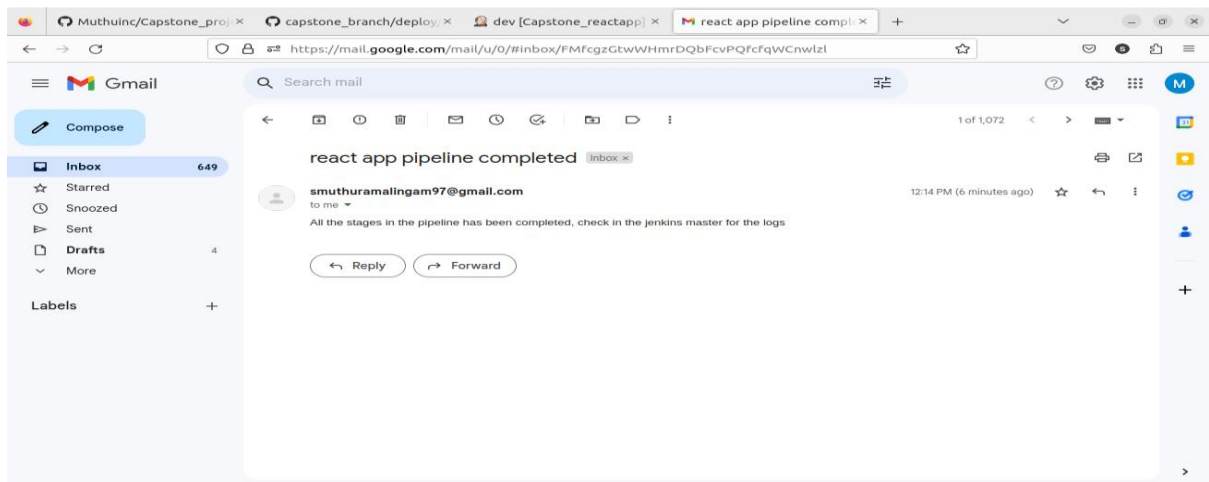 Muthuinc/Capstone_proj
capstone_branch/deploy.
dev [Capstone_reactapp]
react app pipeline compl
https://mail.google.com/mail/u/0/#inbox/FMfcgzGtwWHmrDQbFcvPQfcfqWCnwlzl
S
Gmail
Search mail
M
Compose
1 of 1,072
31
Inbox 649
Starred
Snoozed
Sent
Drafts 4
More
Labels
react app pipeline completed Inbox ×
smuthuramalingam97@gmail.com
12:14 PM (6 minutes ago)
to me
All the stages in the pipeline has been completed, check in the jenkins master for the logs
Reply
Forward